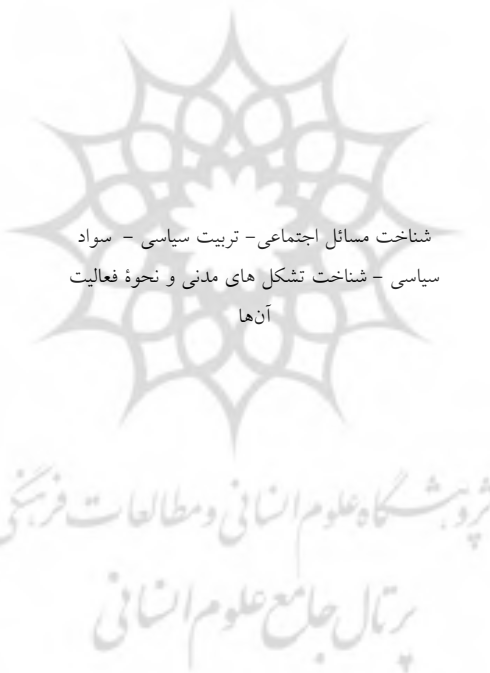 شناخت مسائل اجتماعی- تربیت سیاسی - سواد
سیاسی - شناخت تشکل های مدنی و نحوهٔ فعالیت
آن‌ها
پژوهشگاه علوم انسانی و مطالعات فرهنگی
پرتال جامع علوم انسانی